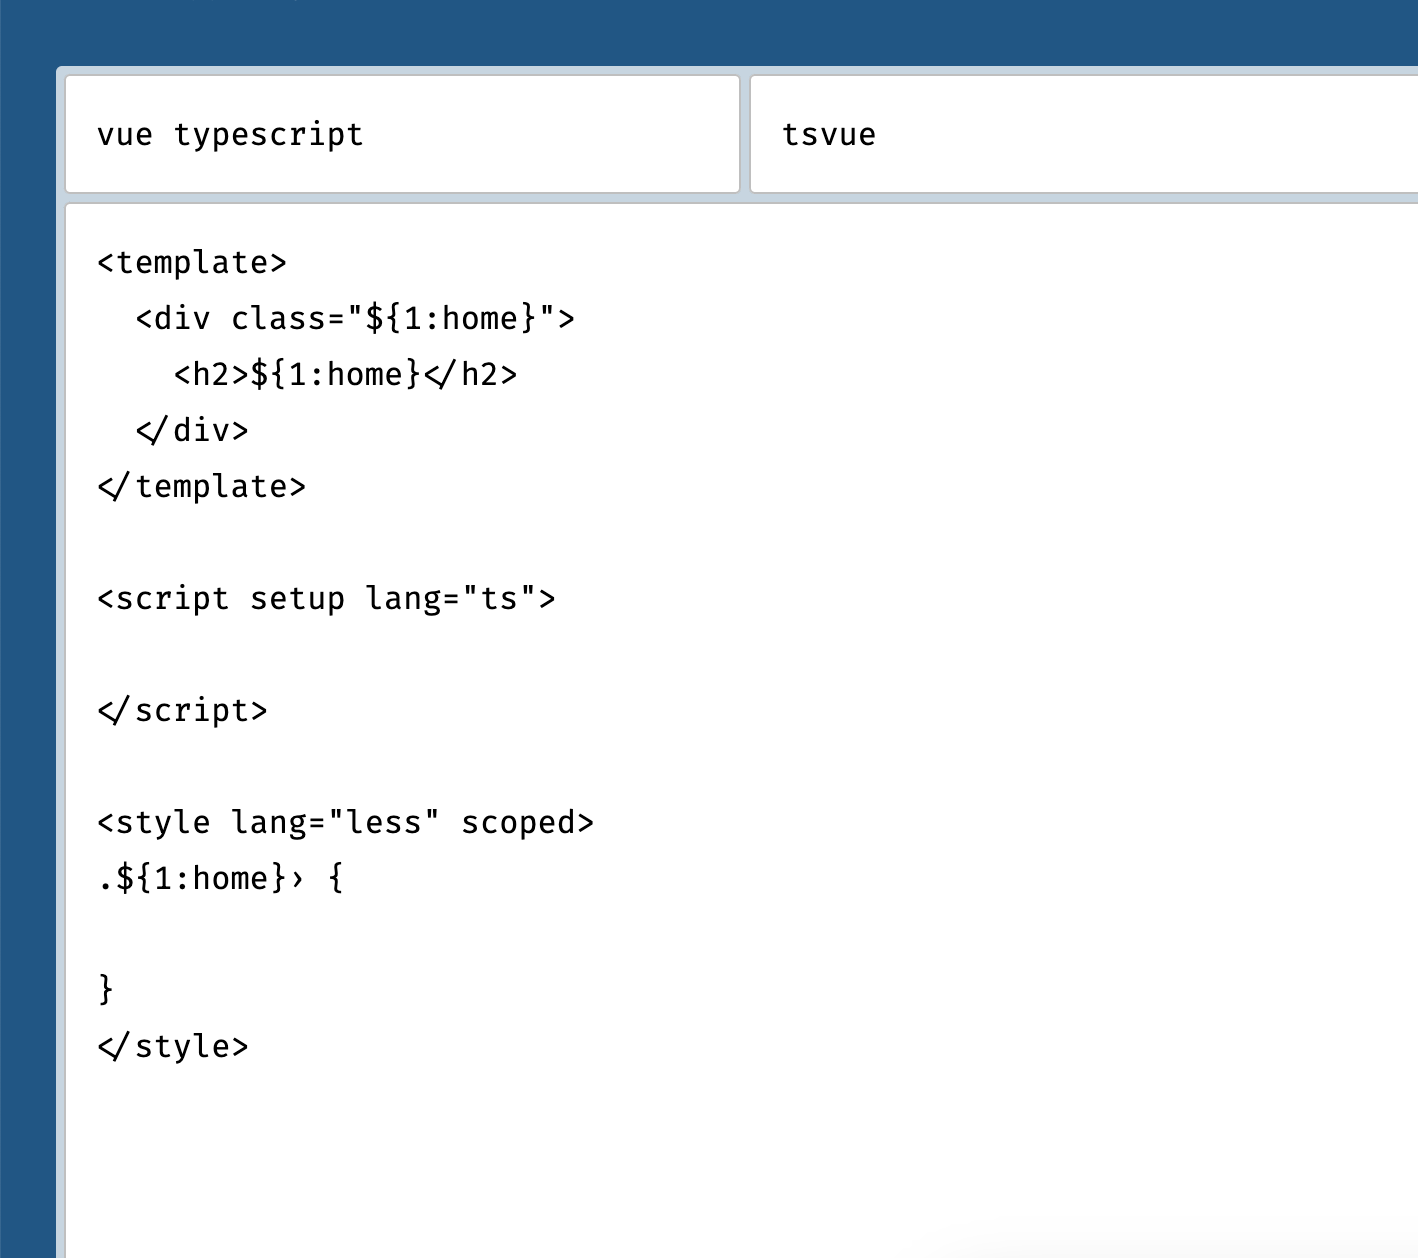 vue typescript
tsvue
<template>
  <div class="${1:home}">
    <h2>${1:home}</h2>
  </div>
</template>

<script setup lang="ts">

</script>

<style lang="less" scoped>
.${1:home}› {

}
</style>